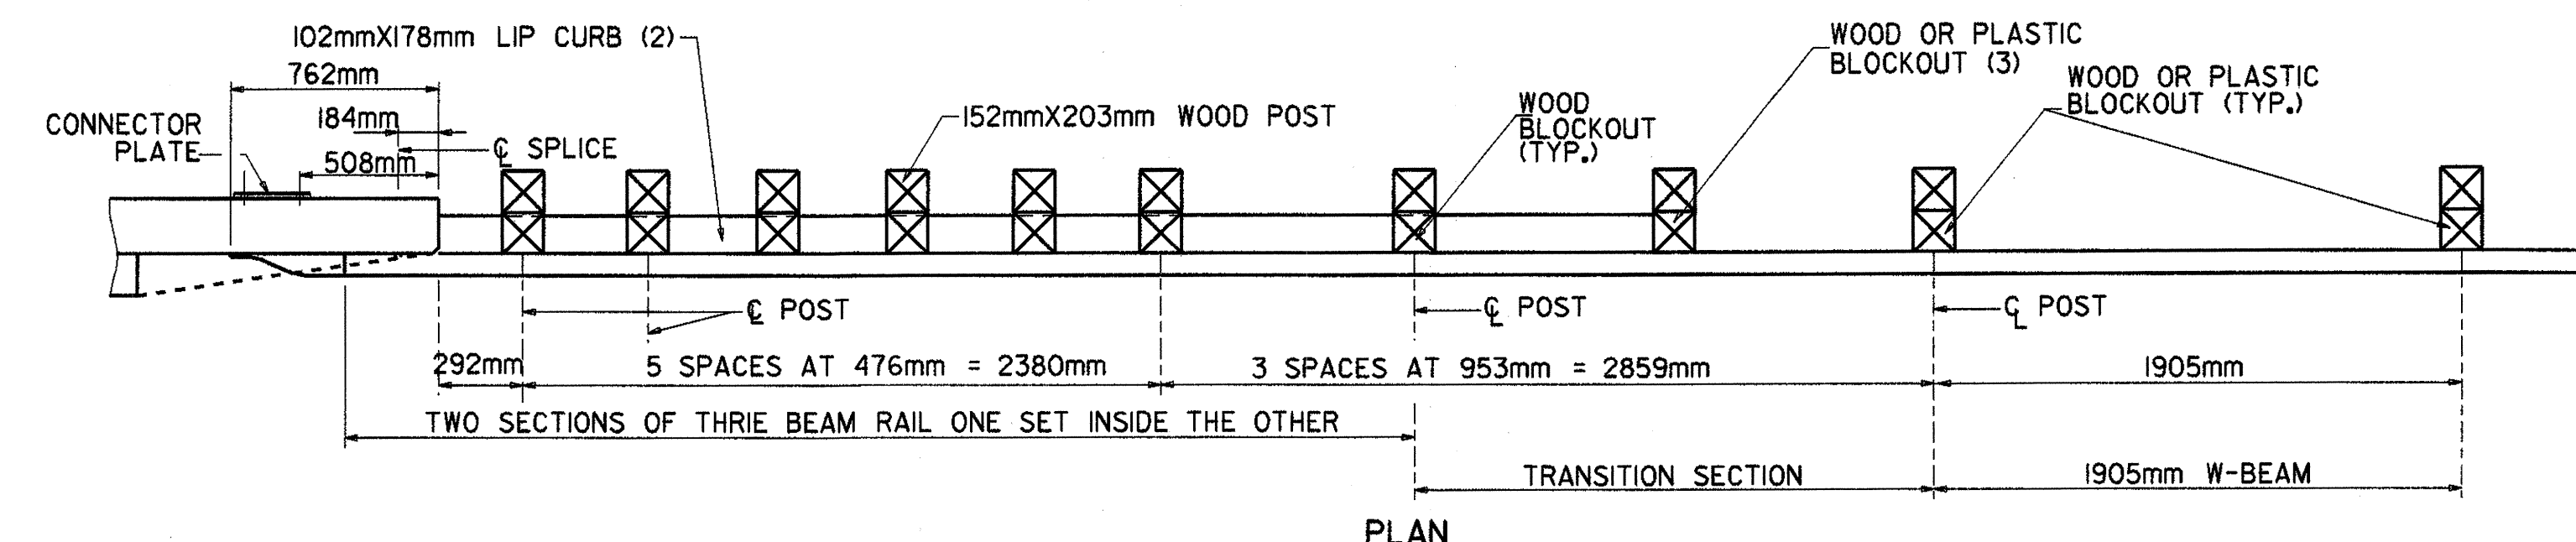 102mmX178mm LIP CURB (2)
762mm
184mm
CONNECTOR
PLATE
℄ SPLICE
508mm
152mmX203mm WOOD POST
WOOD
BLOCKOUT
(TYP.)
WOOD OR PLASTIC
BLOCKOUT (3)
WOOD OR PLASTIC
BLOCKOUT (TYP.)
℄ POST
℄ POST
℄ POST
292mm
5 SPACES AT 476mm = 2380mm
3 SPACES AT 953mm = 2859mm
1905mm
TWO SECTIONS OF THRIE BEAM RAIL ONE SET INSIDE THE OTHER
TRANSITION SECTION
1905mm W-BEAM
PLAN